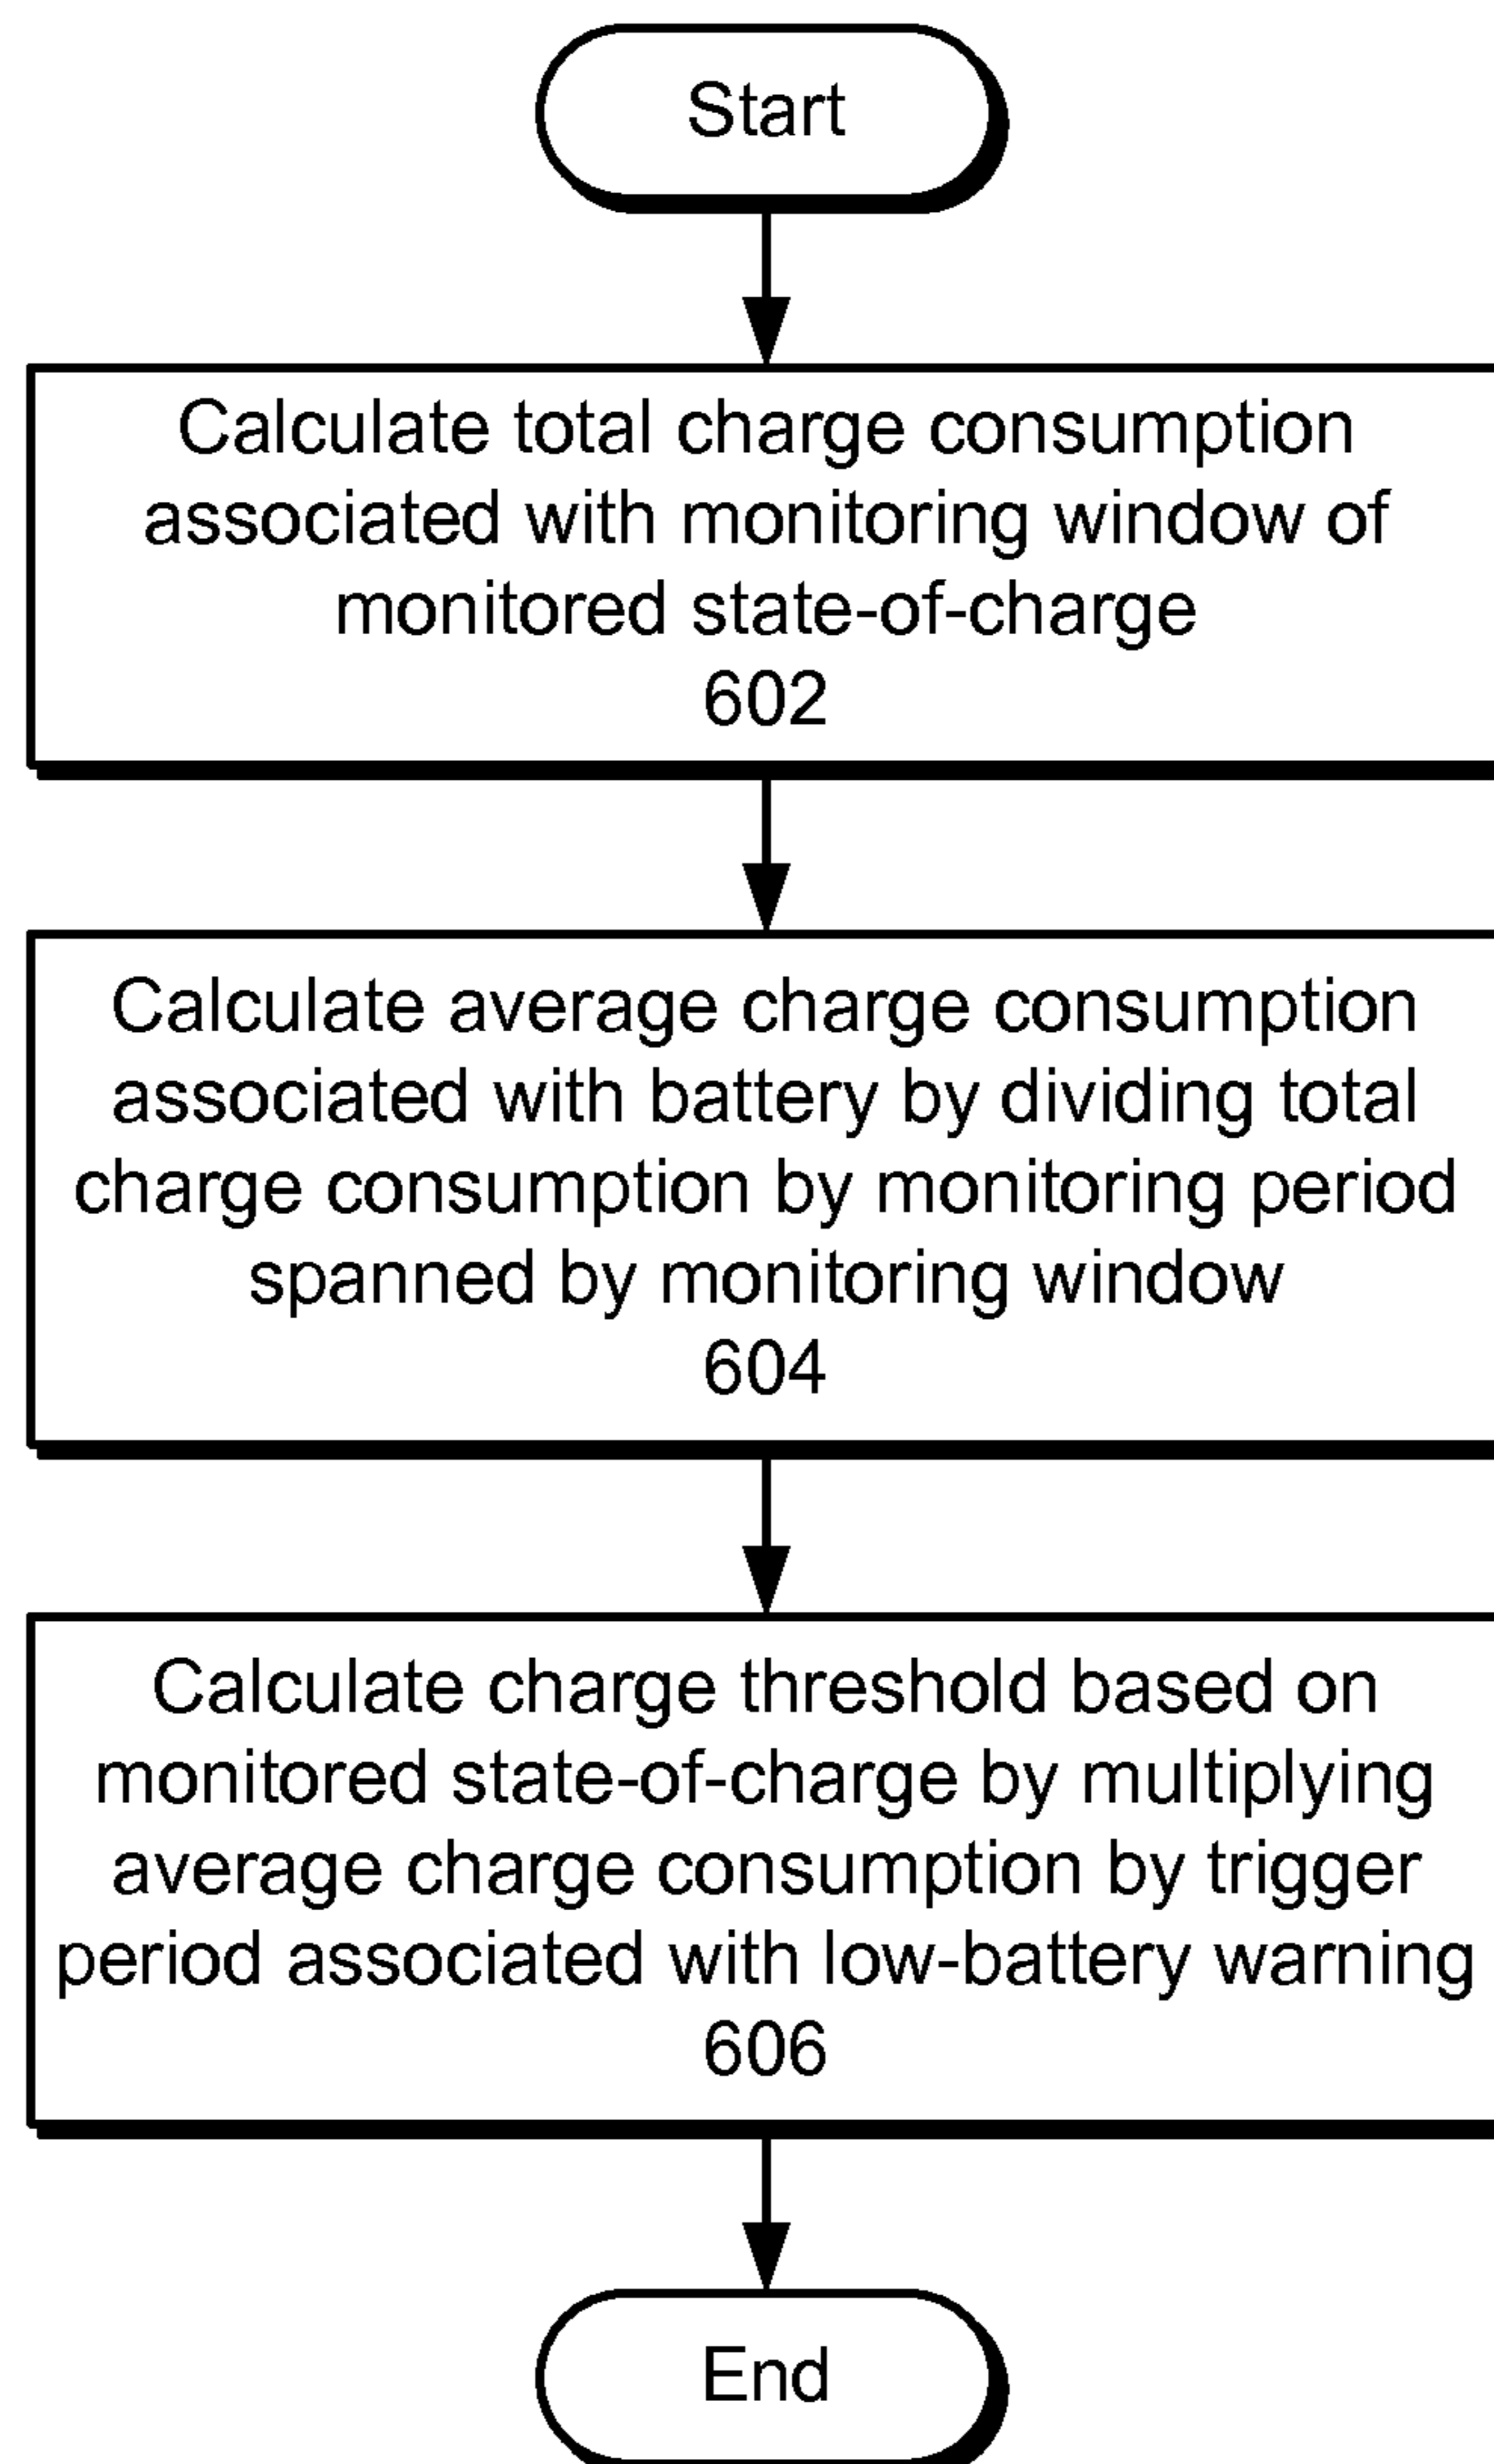 Start
Calculate total charge consumption
associated with monitoring window of
monitored state-of-charge
602
Calculate average charge consumption
associated with battery by dividing total
charge consumption by monitoring period
spanned by monitoring window
604
Calculate charge threshold based on
monitored state-of-charge by multiplying
average charge consumption by trigger
period associated with low-battery warning
606
End